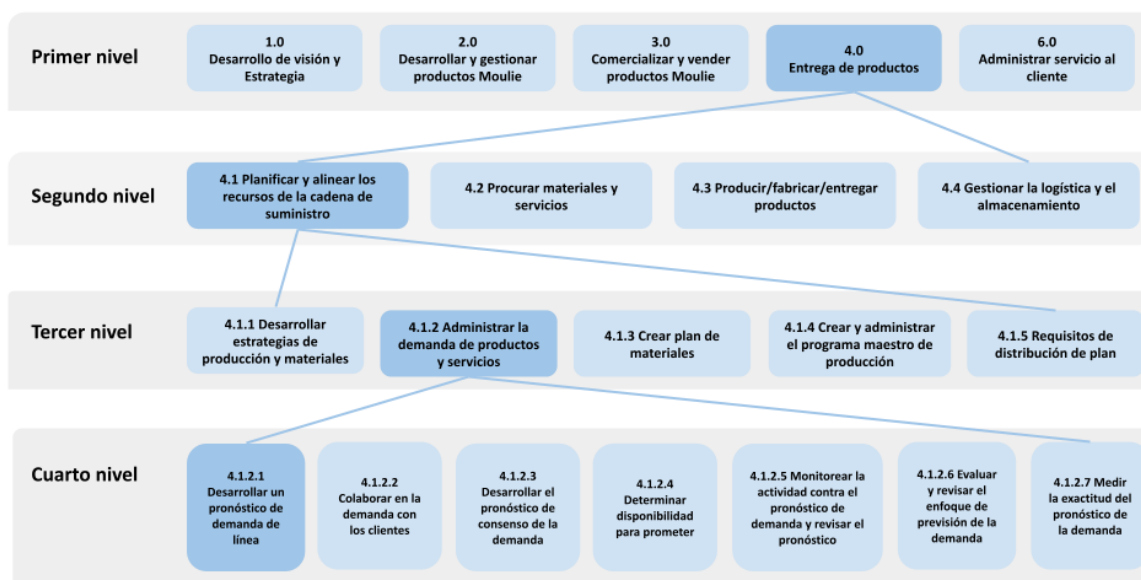 Primer nivel
1.0
Desarrollo de visión y
Estrategia
2.0
Desarrollar y gestionar
productos Moulie
3.0
Comercializar y vender
productos Moulie
4.0
Entrega de productos
6.0
Administrar servicio al
cliente
Segundo nivel
4.1 Planificar y alinear los
recursos de la cadena de
suministro
4.2 Procurar materiales y
servicios
4.3 Producir/fabricar/entregar
productos
4.4 Gestionar la logística y el
almacenamiento
Tercer nivel
4.1.1 Desarrollar
estrategias de
producción y materiales
4.1.2 Administrar la
demanda de productos
y servicios
4.1.3 Crear plan de
materiales
4.1.4 Crear y administrar
el programa maestro de
producción
4.1.5 Requisitos de
distribución de plan
Cuarto nivel
4.1.2.1
Desarrollar un
pronóstico de
demanda de
línea
4.1.2.2
Colaborar en la
demanda con
los clientes
4.1.2.3
Desarrollar el
pronóstico de
consenso de la
demanda
4.1.2.4
Determinar
disponibilidad
para prometer
4.1.2.5 Monitorear la
actividad contra el
pronóstico de
demanda y revisar el
pronóstico
4.1.2.6 Evaluar
y revisar el
enfoque de
previsión de la
demanda
4.1.2.7 Medir
la exactitud del
pronóstico de
la demanda